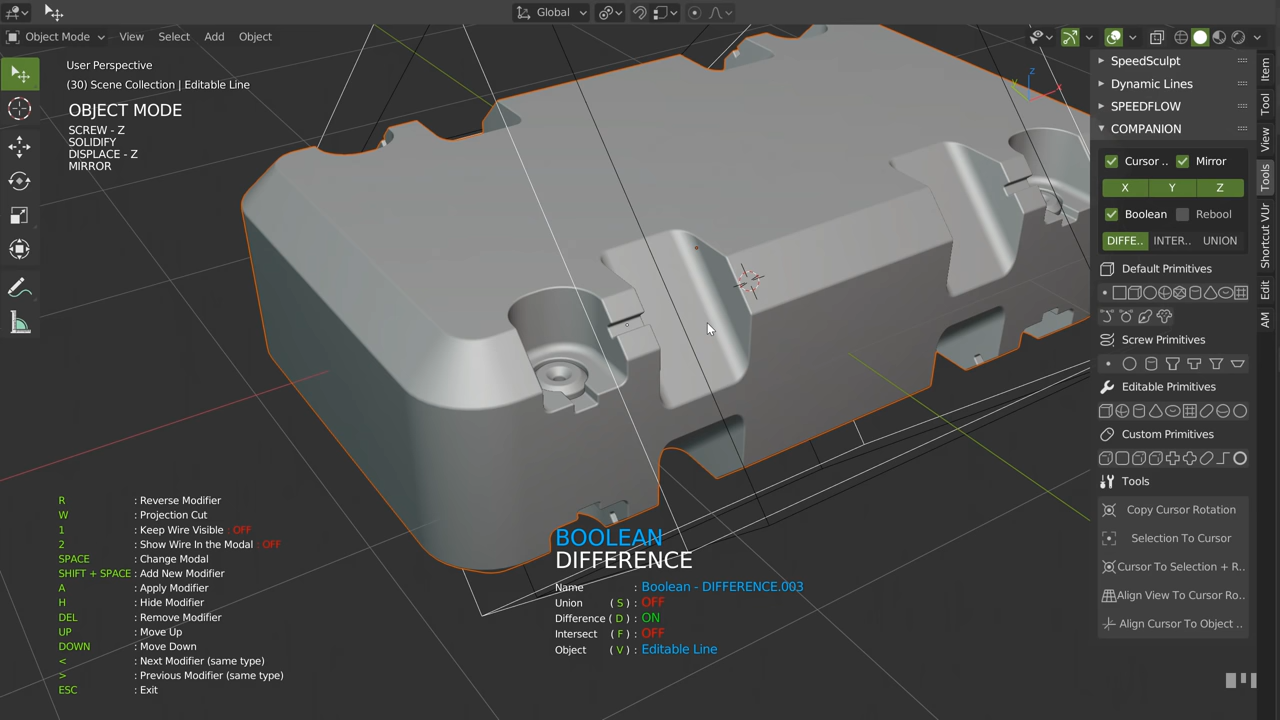 Global
Object Mode View Select Add Object
User Perspective
(30) Scene Collection | Editable Line
OBJECT MODE
SCREW - Z
SOLIDIFY
DISPLACE - Z
MIRROR
R : Reverse Modifier
W : Projection Cut
1 : Keep Wire Visible : OFF
2 : Show Wire In the Modal : OFF
SPACE : Change Modal
SHIFT + SPACE : Add New Modifier
A : Apply Modifier
H : Hide Modifier
DEL : Remove Modifier
UP : Move Up
DOWN : Move Down
< : Next Modifier (same type)
> : Previous Modifier (same type)
ESC : Exit
BOOLEAN
DIFFERENCE
Name : Boolean - DIFFERENCE.003
Union ( S ) : OFF
Difference ( D ) : ON
Intersect ( F ) : OFF
Object ( V ) : Editable Line
Z
SpeedSculpt
Dynamic Lines
SPEEDFLOW
COMPANION
Cursor .. Mirror
X Y Z
Boolean Rebool
DIFFE.. INTER.. UNION
Default Primitives
Screw Primitives
Editable Primitives
Custom Primitives
Tools
Copy Cursor Rotation
Selection To Cursor
Cursor To Selection + R..
Align View To Cursor Ro..
Align Cursor To Object ..
Item
Tool
View
Tools
Shortcut VUr
Edit
AM